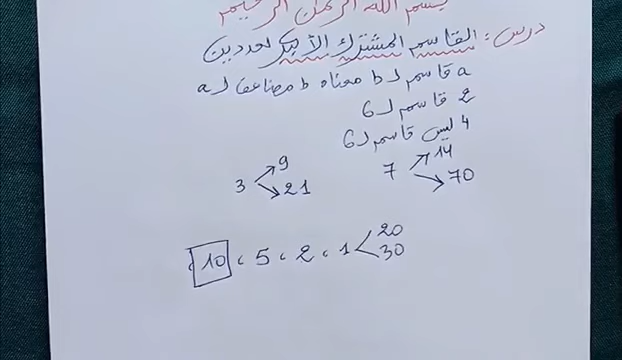 بسم الله الرحمن الرحيم
درس: القاسم المشترك الأكبر لعددين
a قاسم لـ b معناه b مضاعف لـ a
2 قاسم لـ 6
4 ليس قاسم لـ 6
7 14 70
3 9 21
20 30
1 ، 2 ، 5 ، 10 ،